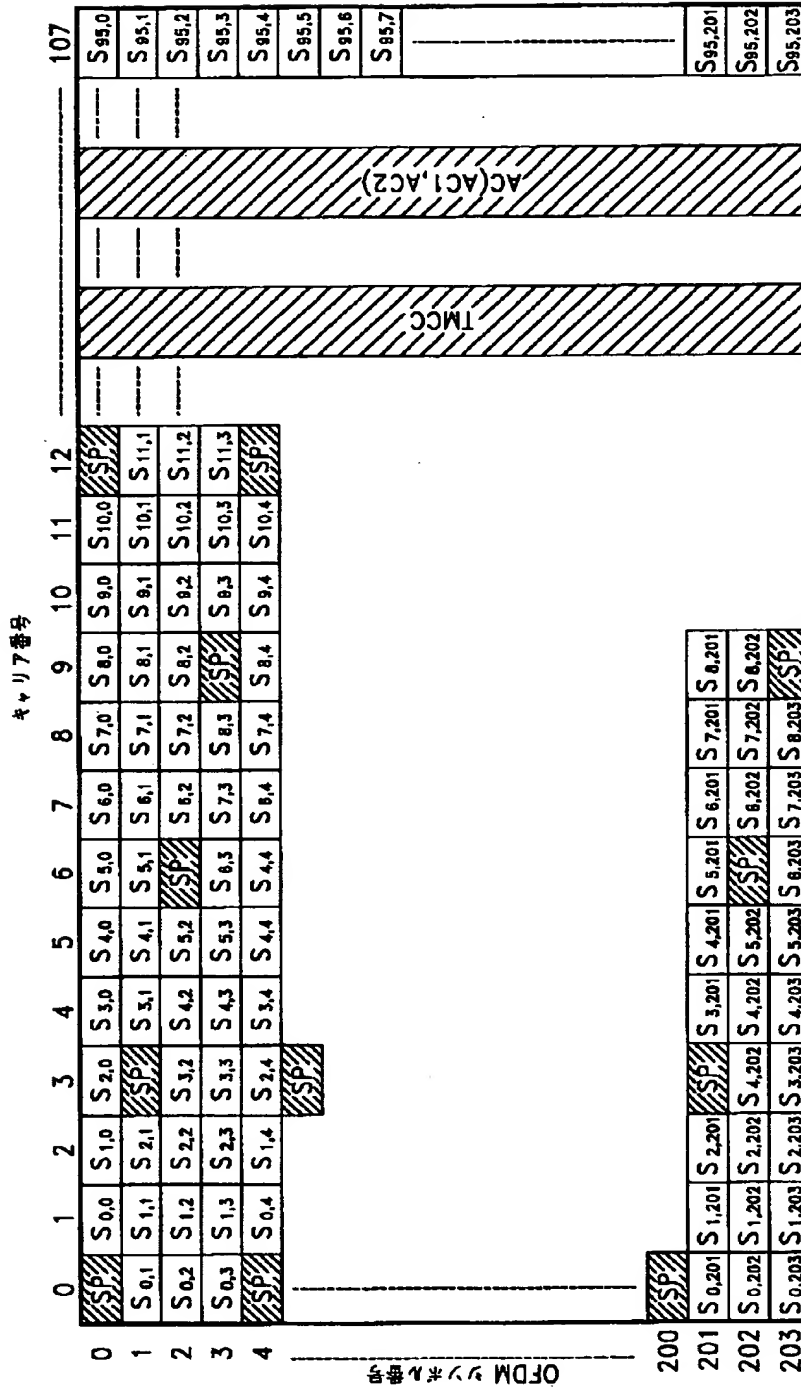 キャリア番号
0 1 2 3 4 5 6 7 8 9 10 11 12 107
0 SP S0,0 S1,0 S2,0 S3,0 S4,0 S5,0 S6,0 S7,0 S8,0 S9,0 S10,0 SP S95,0
1 S0,1 S1,1 S2,1 SP S3,1 S4,1 S5,1 S6,1 S7,1 S8,1 S9,1 S10,1 S11,1 S95,1
2 S0,2 S1,2 S2,2 S3,2 S4,2 S5,2 SP S6,2 S7,2 S8,2 S9,2 S10,2 S11,2 S95,2
3 S0,3 S1,3 S2,3 S3,3 S4,3 S5,3 S6,3 S7,3 S8,3 SP S9,3 S10,3 S11,3 S95,3
4 SP S0,4 S1,4 S2,4 S3,4 S4,4 S4,4 S6,4 S7,4 S8,4 S9,4 S10,4 SP S95,4
SP S95,5
S95,6
S95,7
TMCC
AC(AC1,AC2)
OFDM シンボル番号
200 SP
201 S0,201 S1,201 S2,201 SP S3,201 S4,201 S5,201 S6,201 S7,201 S8,201 S95,201
202 S0,202 S1,202 S2,202 S4,202 S4,202 S5,202 SP S6,202 S7,202 S8,202 S95,202
203 S0,203 S1,203 S2,203 S3,203 S4,203 S5,203 S6,203 S7,203 S8,203 SP S95,203